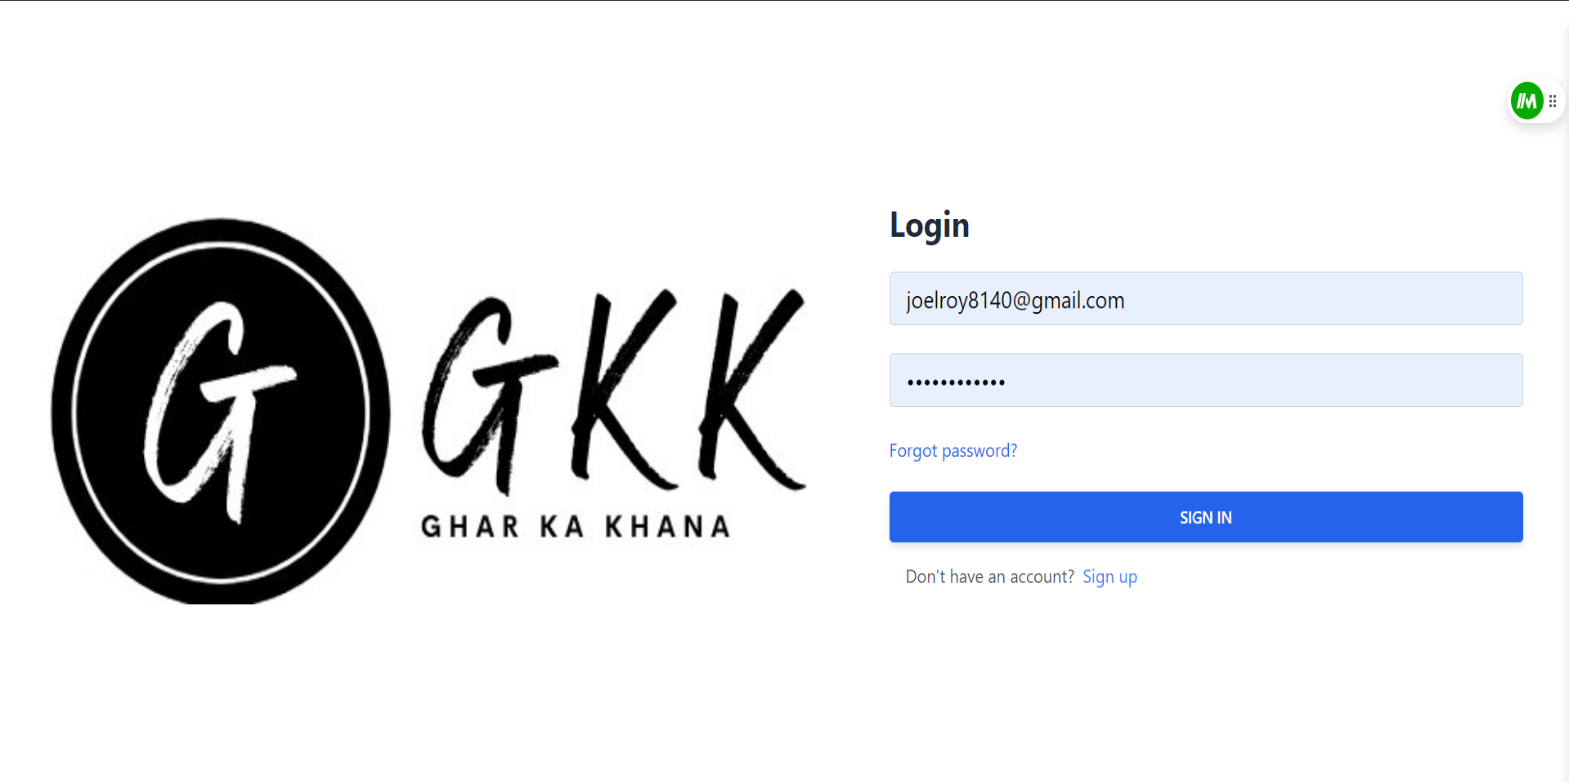 G
GKK
GHAR KA KHANA
Login
joelroy8140@gmail.com
••••••••••••
Forgot password?
SIGN IN
Don't have an account? Sign up